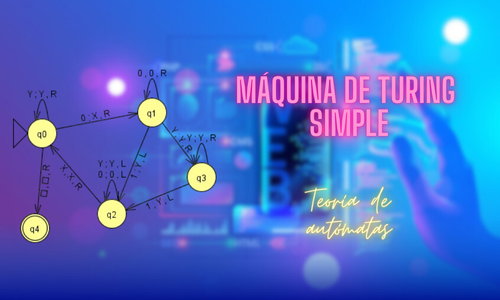 MÁQUINA DE TURING
SIMPLE
Teoría de
autómatas
0,0,R
Y;Y,R
0:X,R
q0
q1
Y;Y,R
q3
Y;Y,L
0;0,L
1,Y,L
X,X,R
1,Y,L
q2
□,□,R
q4